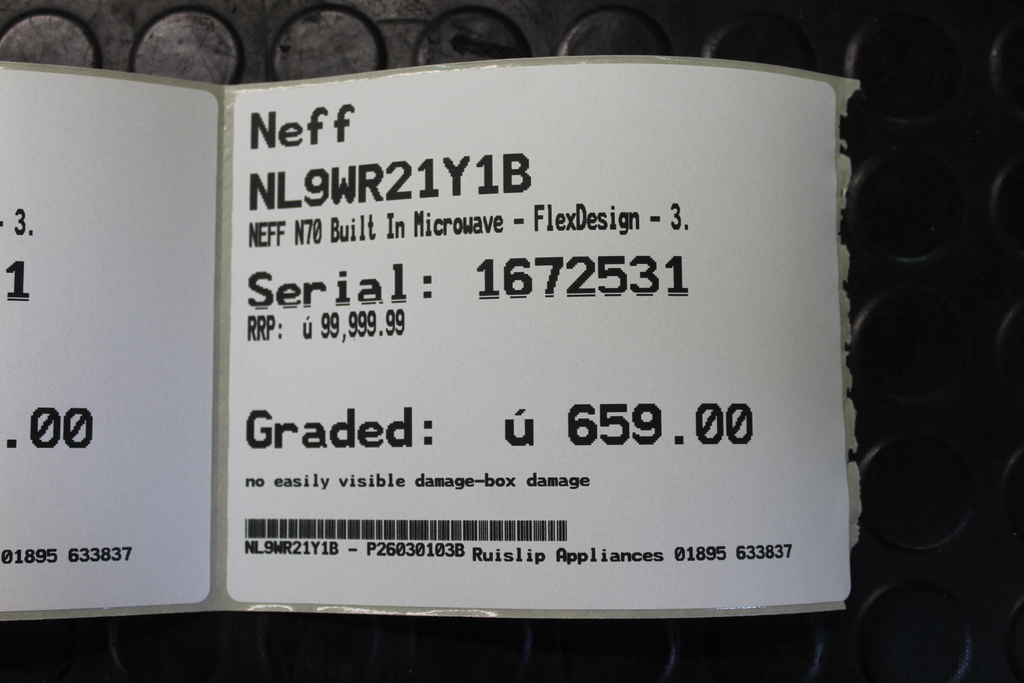 Neff
NL9WR21Y1B
NEFF N70 Built In Microwave - FlexDesign - 3.
Serial: 1672531
RRP: ú 99,999.99
Graded: ú 659.00
no easily visible damage-box damage
NL9WR21Y1B - P26030103B Ruislip Appliances 01895 633837
- 3.
1
.00
01895 633837